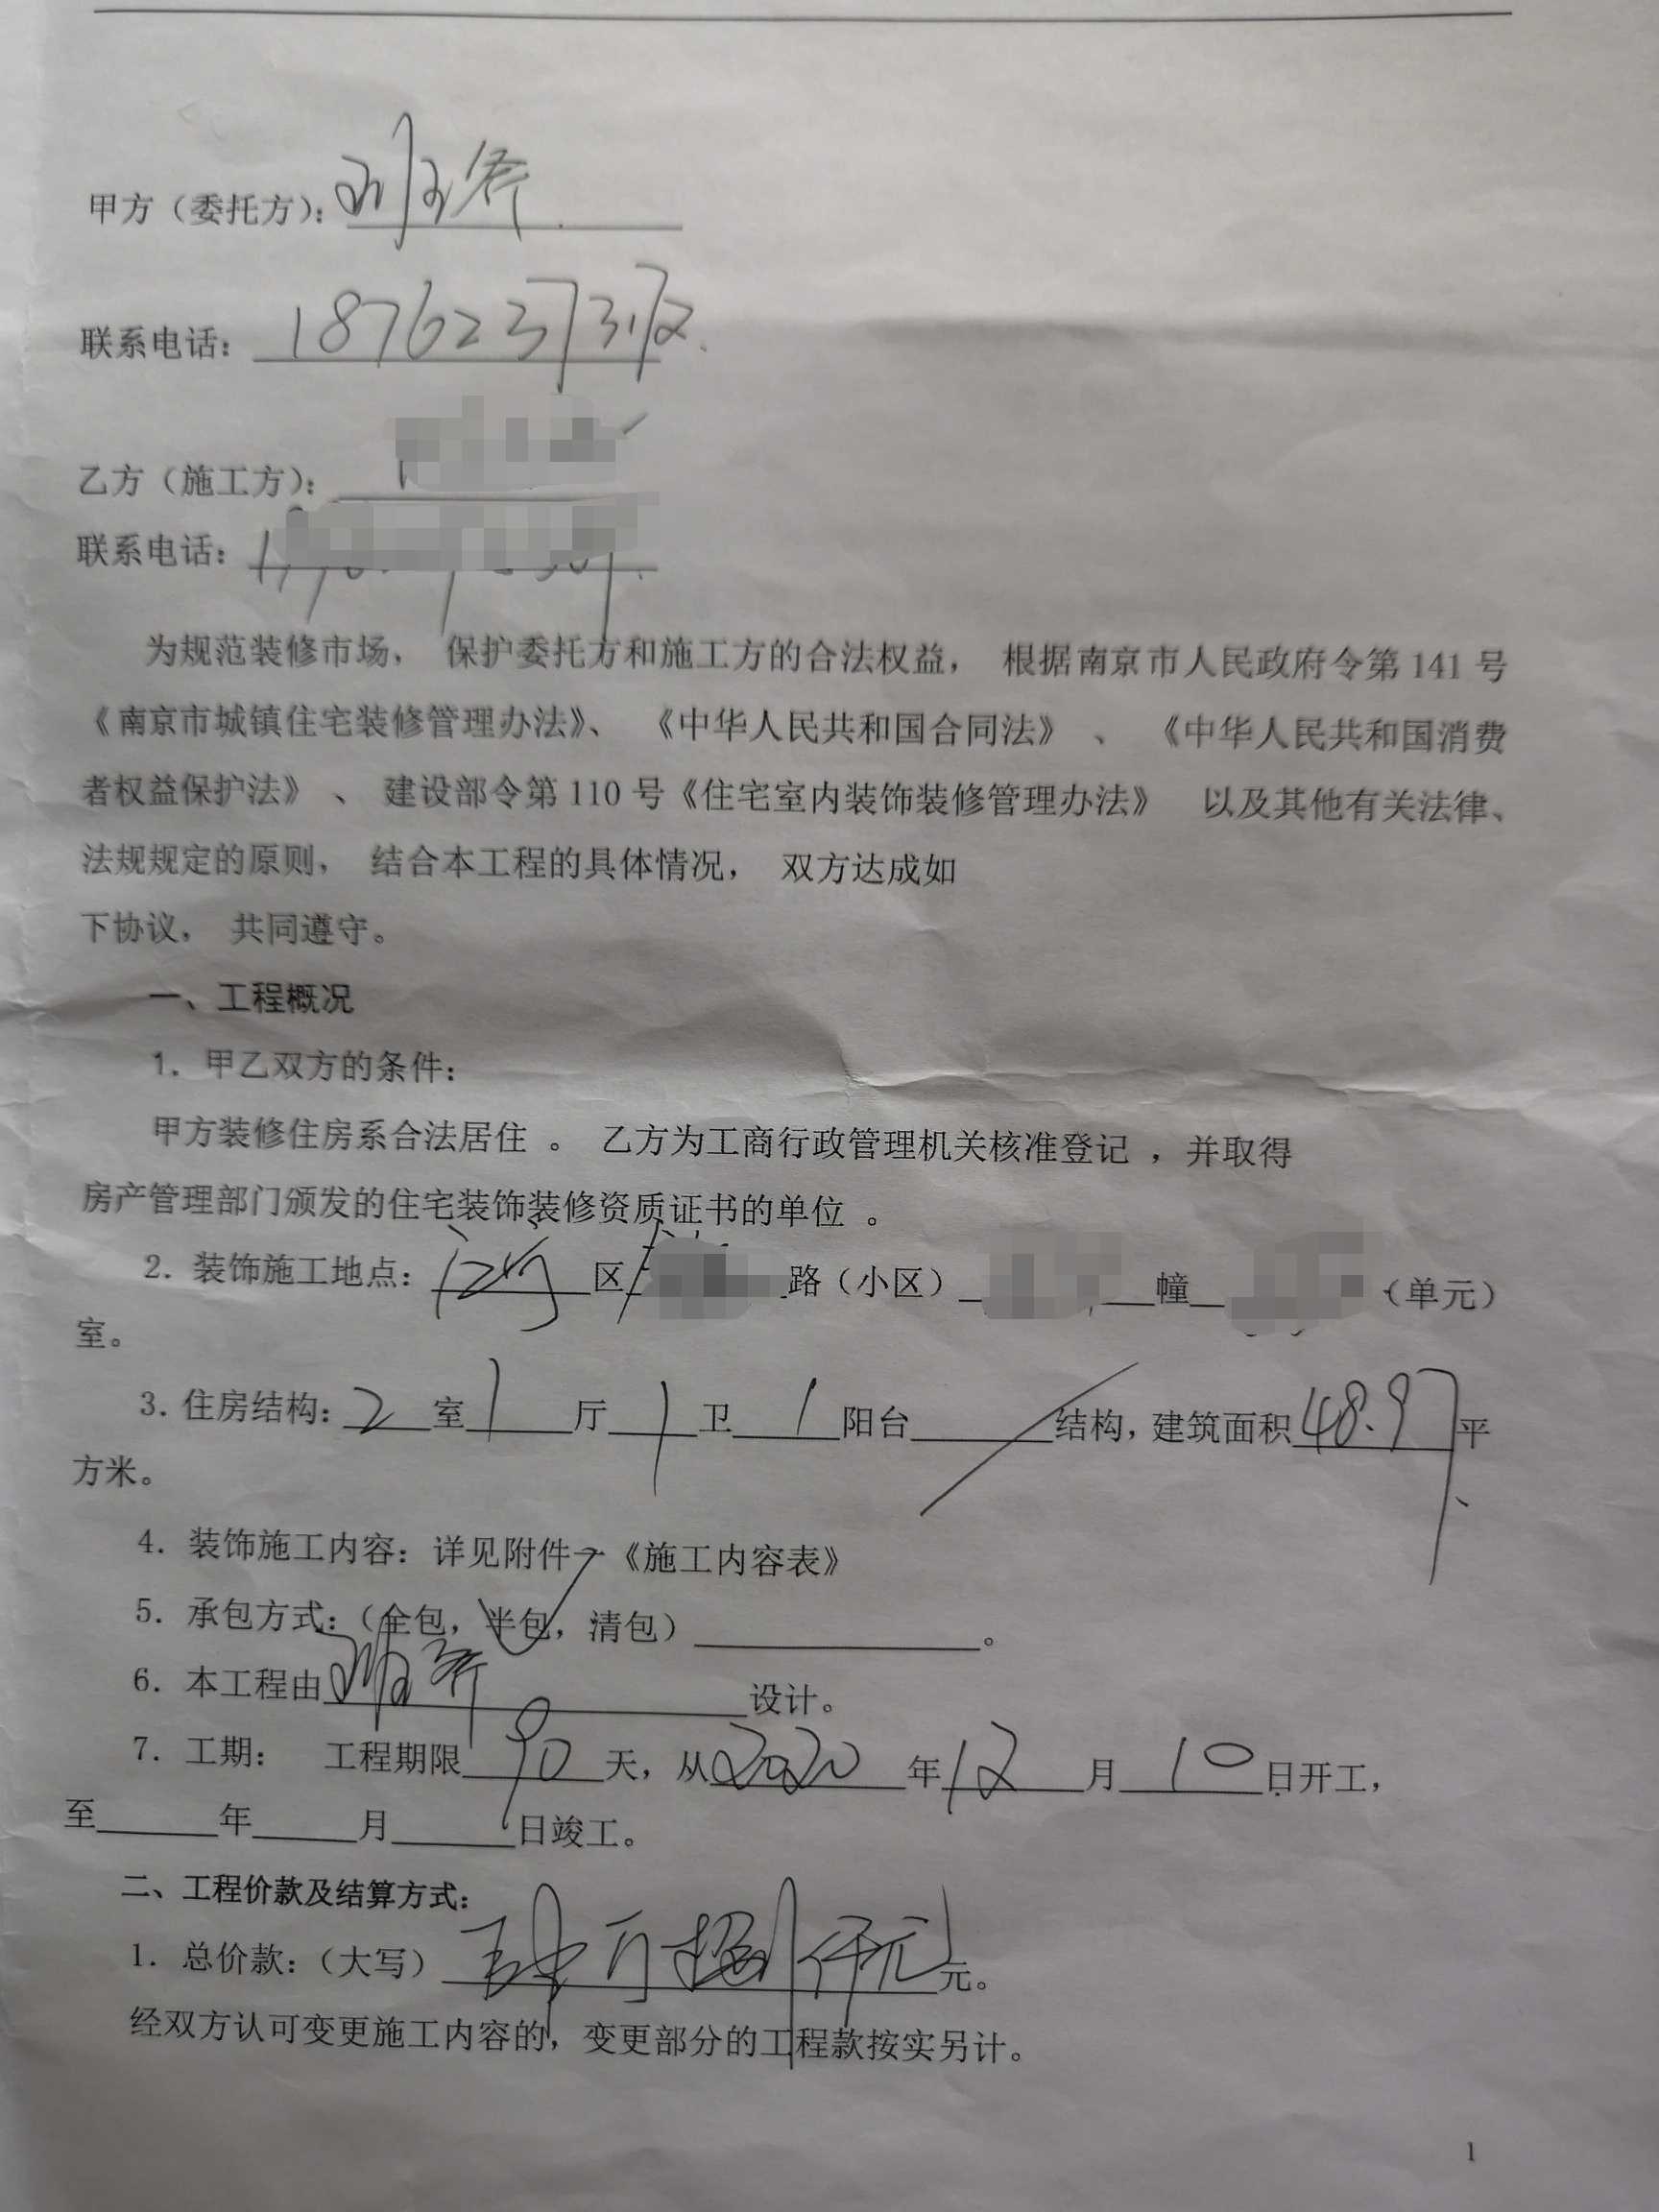 甲方（委托方）：
联系电话：
乙方（施工方）：
联系电话：
为规范装修市场， 保护委托方和施工方的合法权益， 根据南京市人民政府令第 141 号
《南京市城镇住宅装修管理办法》、 《中华人民共和国合同法》 、 《中华人民共和国消费
者权益保护法》 、 建设部令第 110 号《住宅室内装饰装修管理办法》 以及其他有关法律、
法规规定的原则， 结合本工程的具体情况， 双方达成如
下协议， 共同遵守。
一、工程概况
1. 甲乙双方的条件：
甲方装修住房系合法居住 。 乙方为工商行政管理机关核准登记 ，并取得
房产管理部门颁发的住宅装饰装修资质证书的单位 。
2. 装饰施工地点： 江宁 区 路（小区） 幢 （单元）
室。
3. 住房结构： 2 室 1 厅 1 卫 1 阳台 / 结构，建筑面积 48.97 平
方米。
4. 装饰施工内容：详见附件一《施工内容表》
5. 承包方式：（全包，半包，清包） 。
6. 本工程由 设计。
7. 工期： 工程期限 90 天，从 2020 年 12 月 10 日开工，
至 年 月 日竣工。
二、工程价款及结算方式：
1. 总价款：（大写） 万捌仟元 元。
经双方认可变更施工内容的，变更部分的工程款按实另计。
1